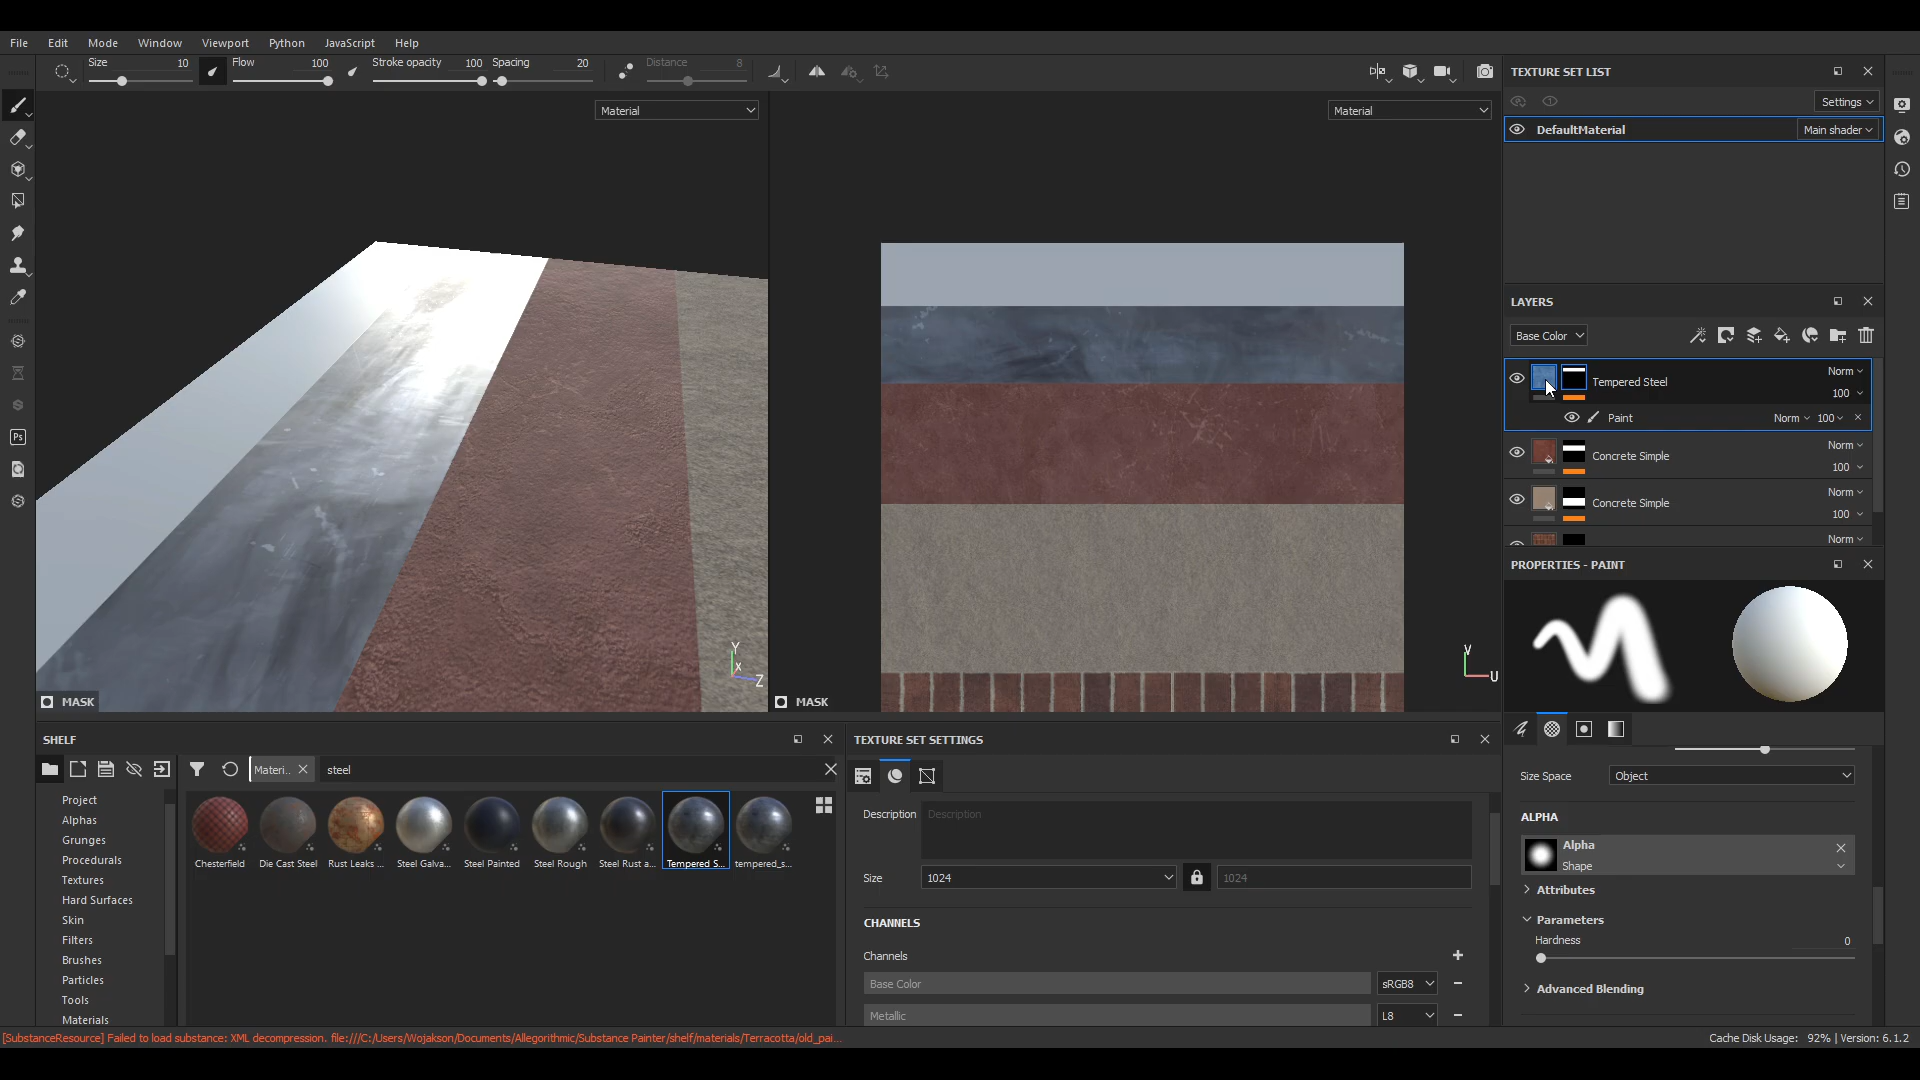 File Edit Mode Window Viewport Python JavaScript Help
Size 10 Flow 100 Stroke opacity 100 Spacing 20 Distance 8
Material
Material
MASK
MASK
Y
X
Z
V
U
TEXTURE SET LIST
Settings
DefaultMaterial Main shader
LAYERS
Base Color
Tempered Steel Norm 100
Paint Norm 100
Concrete Simple Norm 100
Concrete Simple Norm 100
Norm
PROPERTIES - PAINT
Size Space Object
ALPHA
Alpha
Shape
Attributes
Parameters
Hardness 0
Advanced Blending
SHELF
Materi.. steel
Project
Alphas
Grunges
Procedurals
Textures
Hard Surfaces
Skin
Filters
Brushes
Particles
Tools
Materials
Chesterfield Die Cast Steel Rust Leaks ... Steel Galva... Steel Painted Steel Rough Steel Rust a... Tempered S... tempered_s...
TEXTURE SET SETTINGS
Description Description
Size 1024 1024
CHANNELS
Channels
Base Color sRGB8
Metallic L8
Ps
[SubstanceResource] Failed to load substance: XML decompression. file:///C:/Users/Wojakson/Documents/Allegorithmic/Substance Painter/shelf/materials/Terracotta/old_pai...
Cache Disk Usage: 92% | Version: 6.1.2